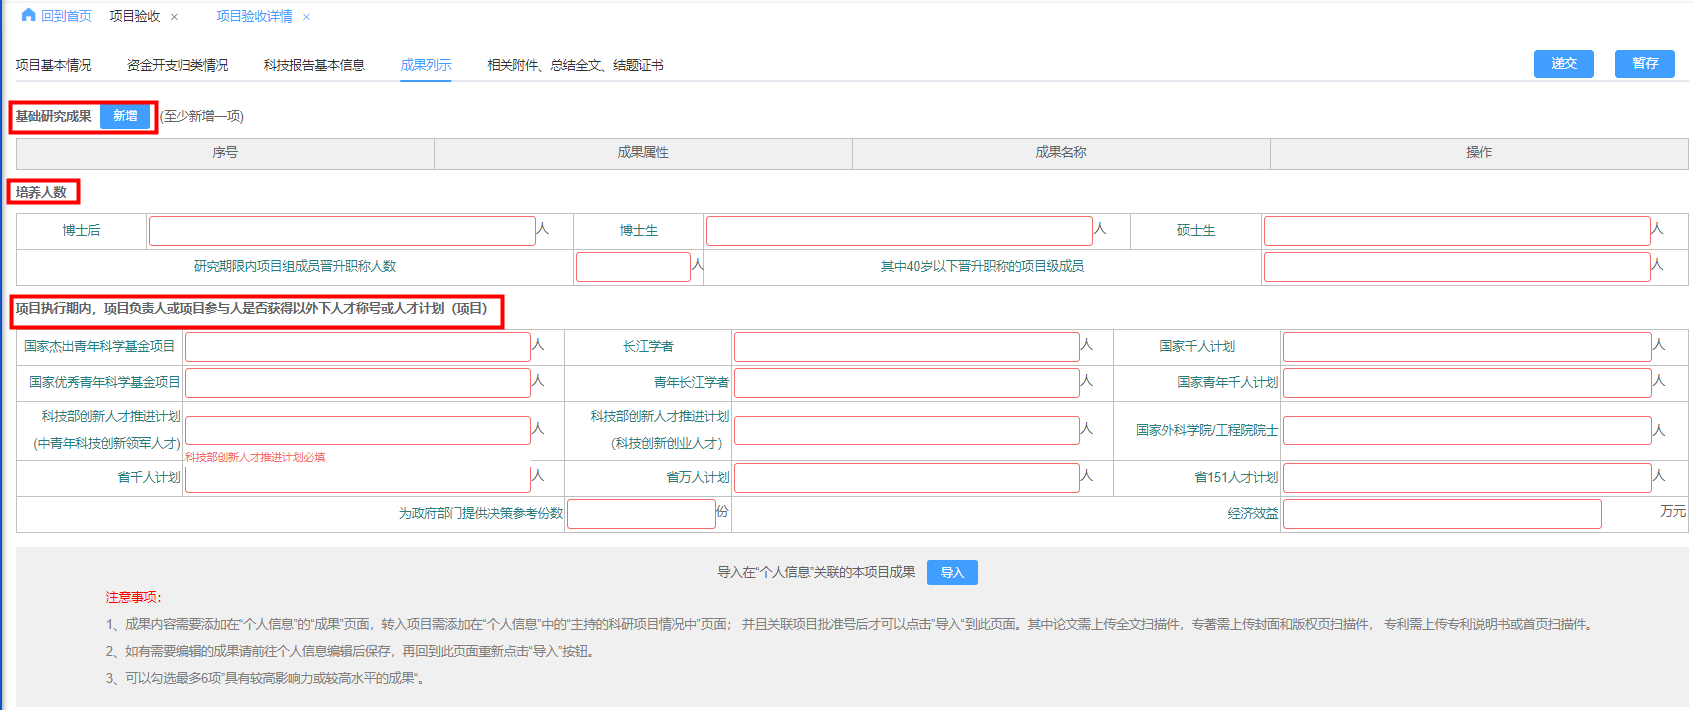 回到首页 项目验收 × 项目验收详情 ×
项目基本情况 资金开支归类情况 科技报告基本信息 成果列示 相关附件、总结全文、结题证书 递交 暂存
基础研究成果 新增 (至少新增一项)
序号 成果属性 成果名称 操作
培养人数
博士后 人 博士生 人 硕士生 人
研究期限内项目组成员晋升职称人数 人 其中40岁以下晋升职称的项目级成员 人
项目执行期内，项目负责人或项目参与人是否获得以外下人才称号或人才计划（项目）
国家杰出青年科学基金项目 人 长江学者 人 国家千人计划 人
国家优秀青年科学基金项目 人 青年长江学者 人 国家青年千人计划 人
科技部创新人才推进计划 科技部创新人才推进计划
(中青年科技创新领军人才) 人 （科技创新创业人才） 人 国家外科学院/工程院院士 人
科技部创新人才推进计划必填
省千人计划 人 省万人计划 人 省151人才计划 人
为政府部门提供决策参考份数 份 经济效益 万元
导入在“个人信息”关联的本项目成果 导入
注意事项：
1、成果内容需要添加在“个人信息”的“成果”页面，转入项目需添加在“个人信息”中的“主持的科研项目情况中”页面； 并且关联项目批准号后才可以点击”导入“到此页面。其中论文需上传全文扫描件，专著需上传封面和版权页扫描件， 专利需上传专利说明书或首页扫描件。
2、如有需要编辑的成果请前往个人信息编辑后保存，再回到此页面重新点击“导入”按钮。
3、可以勾选最多6项”具有较高影响力或较高水平的成果“。